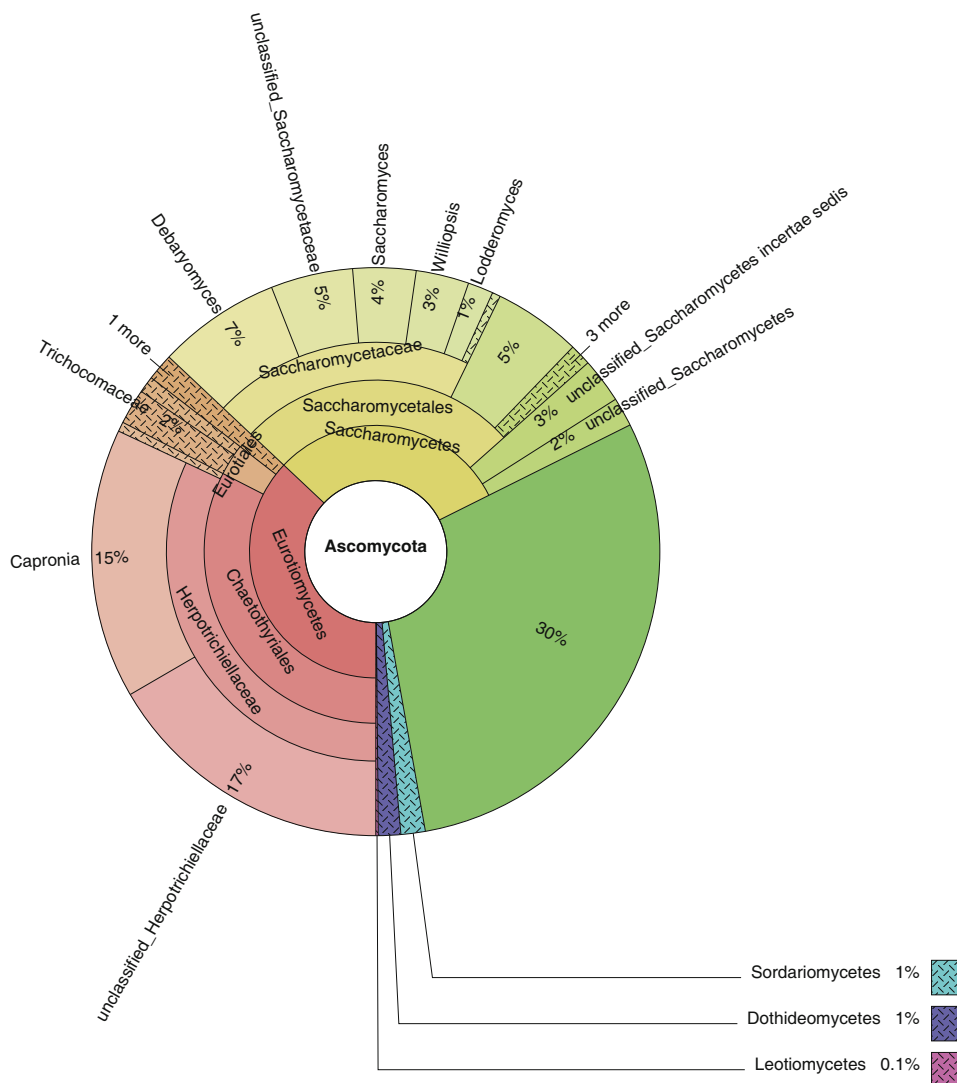 unclassified_Saccharomycetaceae
Saccharomyces
Williopsis
Lodderomyces
Debaryomyces
1 more
Trichocomaceae
3 more
unclassified_Saccharomycetes incertae sedis
unclassified_Saccharomycetes
7%
5%
4%
3%
1%
5%
3%
2%
2%
Saccharomycetaceae
Saccharomycetales
Saccharomycetes
Eurotiales
Ascomycota
Eurotiomycetes
Chaetothyriales
Herpotrichiellaceae
Capronia
15%
30%
17%
unclassified_Herpotrichiellaceae
Sordariomycetes 1%
Dothideomycetes 1%
Leotiomycetes 0.1%